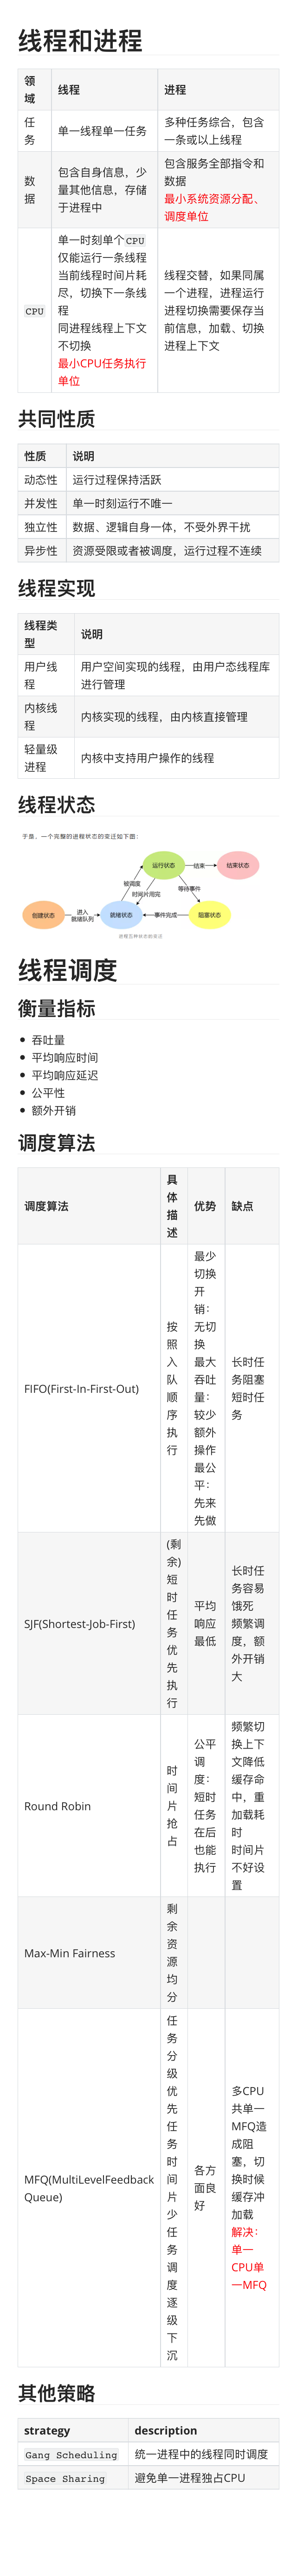 线程和进程
领
域
线程
进程
任
务
单一线程单一任务
多种任务综合，包含
一条或以上线程
数
据
包含自身信息，少
量其他信息，存储
于进程中
包含服务全部指令和
数据
最小系统资源分配、
调度单位
CPU
单一时刻单个CPU
仅能运行一条线程
当前线程时间片耗
尽，切换下一条线
程
同进程线程上下文
不切换
最小CPU任务执行
单位
线程交替，如果同属
一个进程，进程运行
进程切换需要保存当
前信息，加载、切换
进程上下文
共同性质
性质
说明
动态性
运行过程保持活跃
并发性
单一时刻运行不唯一
独立性
数据、逻辑自身一体，不受外界干扰
异步性
资源受限或者被调度，运行过程不连续
线程实现
线程类
型
说明
用户线
程
用户空间实现的线程，由用户态线程库
进行管理
内核线
程
内核实现的线程，由内核直接管理
轻量级
进程
内核中支持用户操作的线程
线程状态
于是，一个完整的进程状态的变迁如下图：
运行状态
结束
结束状态
被调度
时间片用完
等待事件
创建状态
进入
就绪队列
就绪状态
事件完成
阻塞状态
进程五种状态的变迁
线程调度
衡量指标
吞吐量
平均响应时间
平均响应延迟
公平性
额外开销
调度算法
调度算法
具
体
描
述
优势
缺点
FIFO(First-In-First-Out)
按
照
入
队
顺
序
执
行
最少
切换
开
销：
无切
换
最大
吞吐
量：
较少
额外
操作
最公
平：
先来
先做
长时任
务阻塞
短时任
务
SJF(Shortest-Job-First)
(剩
余)
短
时
任
务
优
先
执
行
平均
响应
最低
长时任
务容易
饿死
频繁调
度，额
外开销
大
Round Robin
时
间
片
抢
占
公平
调
度：
短时
任务
在后
也能
执行
频繁切
换上下
文降低
缓存命
中，重
加载耗
时
时间片
不好设
置
Max-Min Fairness
剩
余
资
源
均
分
MFQ(MultiLevelFeedback
Queue)
任
务
分
级
优
先
任
务
时
间
片
少
任
务
调
度
逐
级
下
沉
各方
面良
好
多CPU
共单一
MFQ造
成阻
塞，切
换时候
缓存冲
加载
解决：
单一
CPU单
一MFQ
其他策略
strategy
description
Gang Scheduling
统一进程中的线程同时调度
Space Sharing
避免单一进程独占CPU